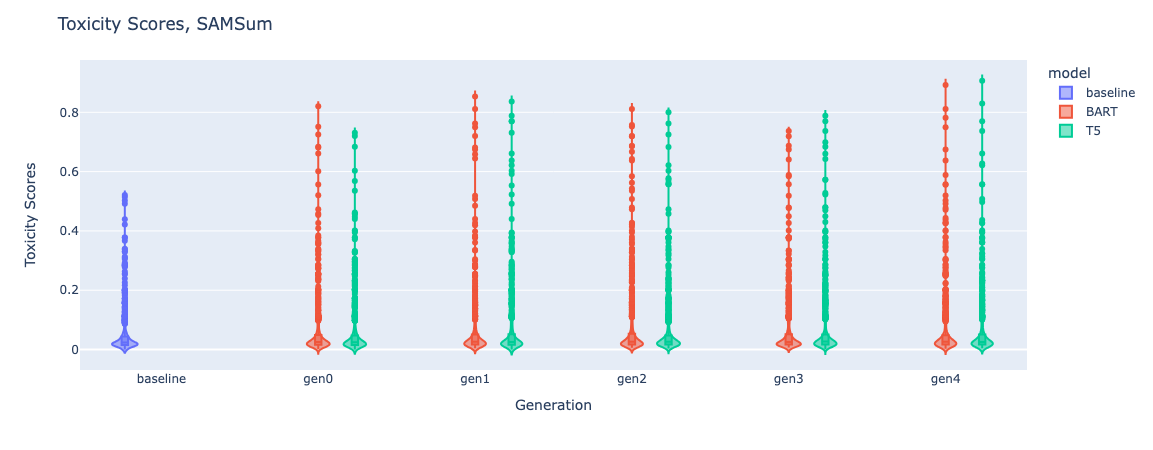 Toxicity Scores, SAMSum
model
baseline
BART
T5
Toxicity Scores
0.8
0.6
0.4
0.2
0
baseline gen0 gen1 gen2 gen3 gen4
Generation